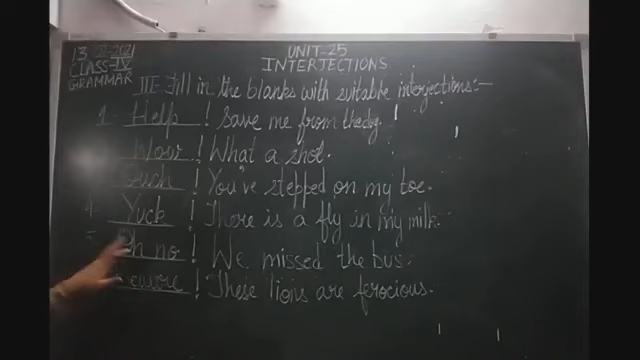 13
CLASS-IV
GRAMMAR
UNIT-25
INTERJECTIONS
III Fill in the blanks with suitable interjections:-
1. Help ! Save me from the dog!
Wow ! What a shot.
ouch ! You've stepped on my toe.
4. Yuck ! There is a fly in my milk.
5. Oh no ! We missed the bus.
Beware ! These lions are ferocious.